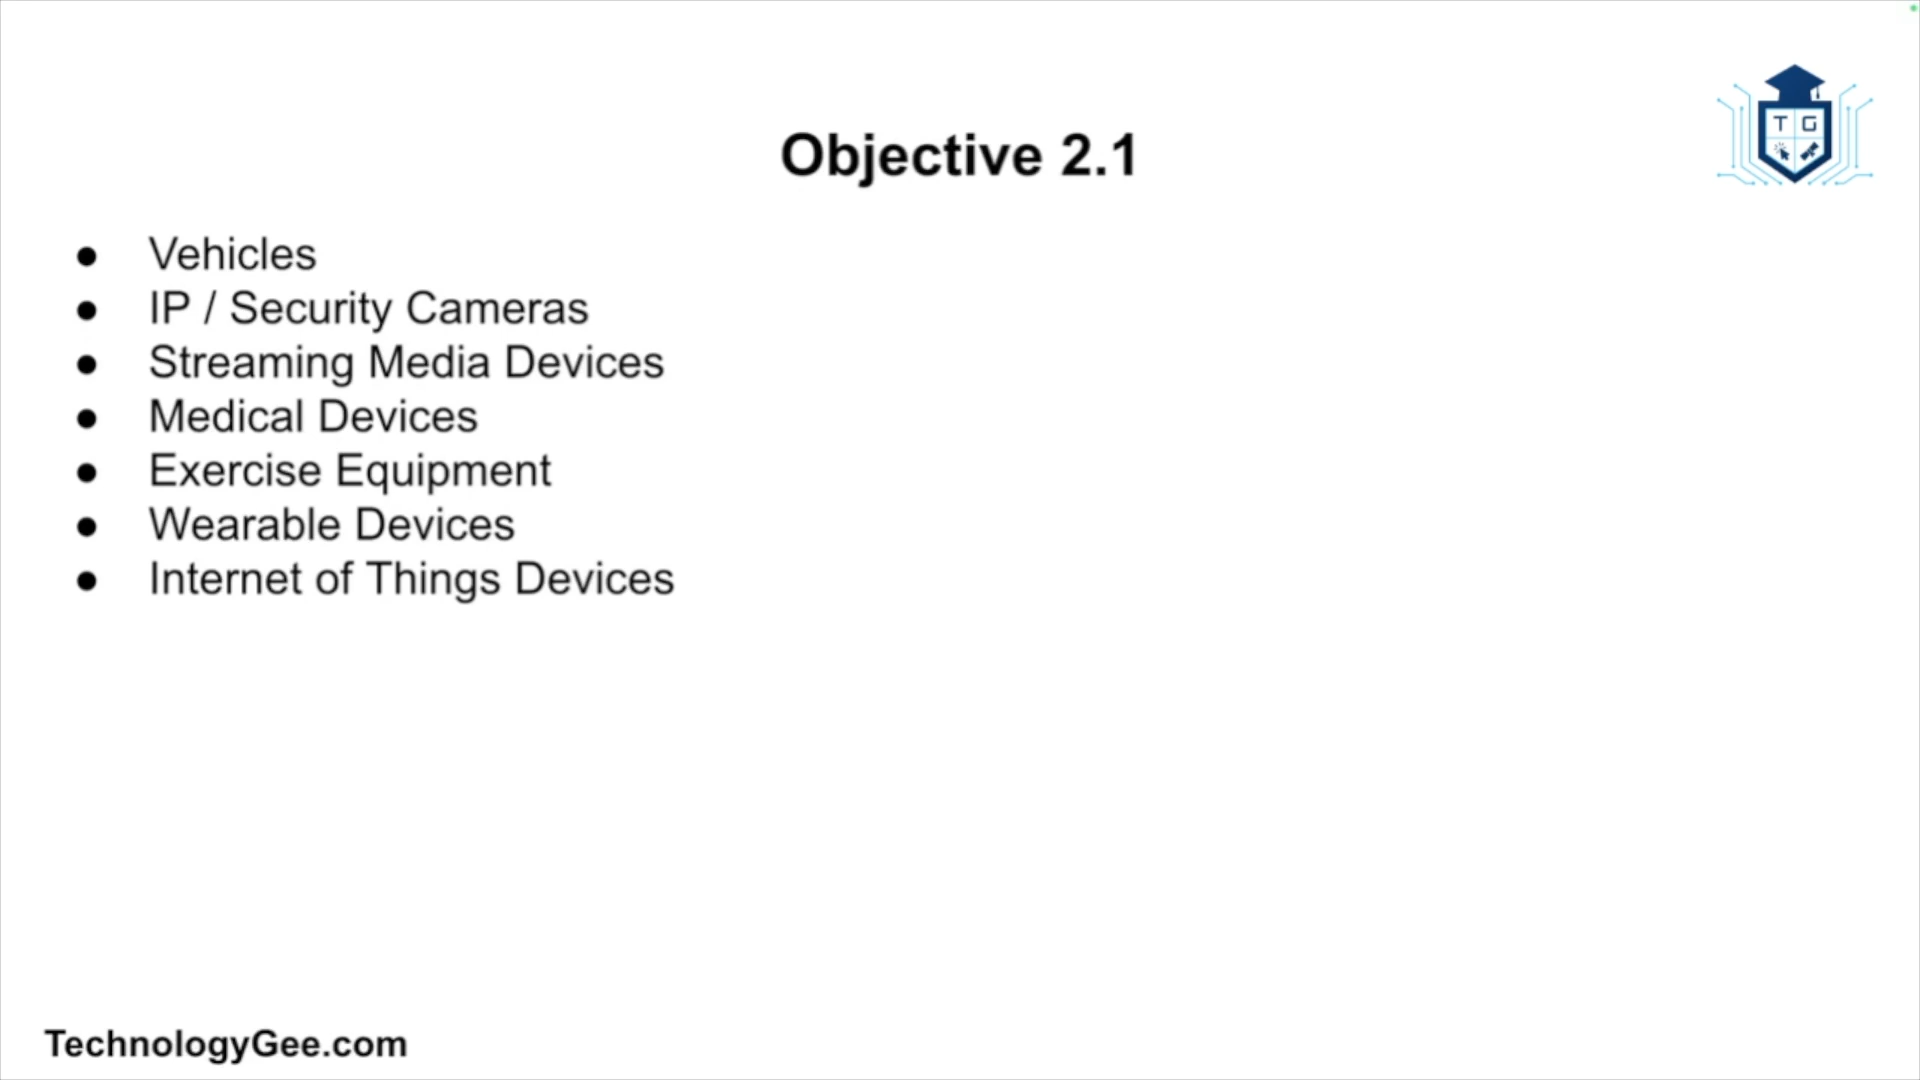 T G
Objective 2.1
● Vehicles
● IP / Security Cameras
● Streaming Media Devices
● Medical Devices
● Exercise Equipment
● Wearable Devices
● Internet of Things Devices
TechnologyGee.com